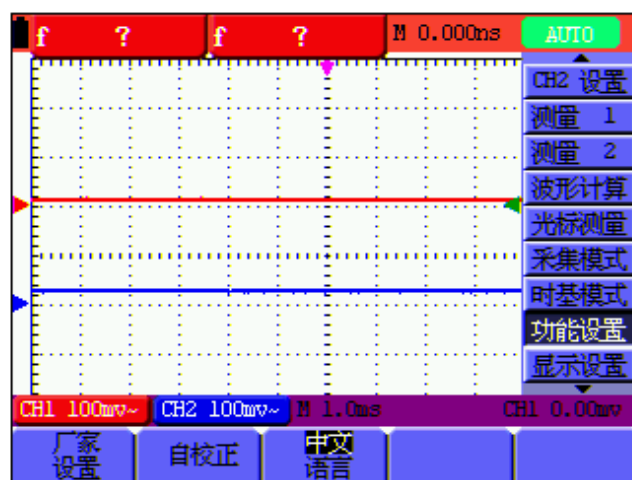 f ? f ? M 0.000ns AUTO
CH2 设置
测量 1
测量 2
波形计算
光标测量
采集模式
时基模式
功能设置
显示设置
CH1 100mv~ CH2 100mv~ M 1.0ms CH1 0.00mv
厂家 自校正 中文
设置 语言